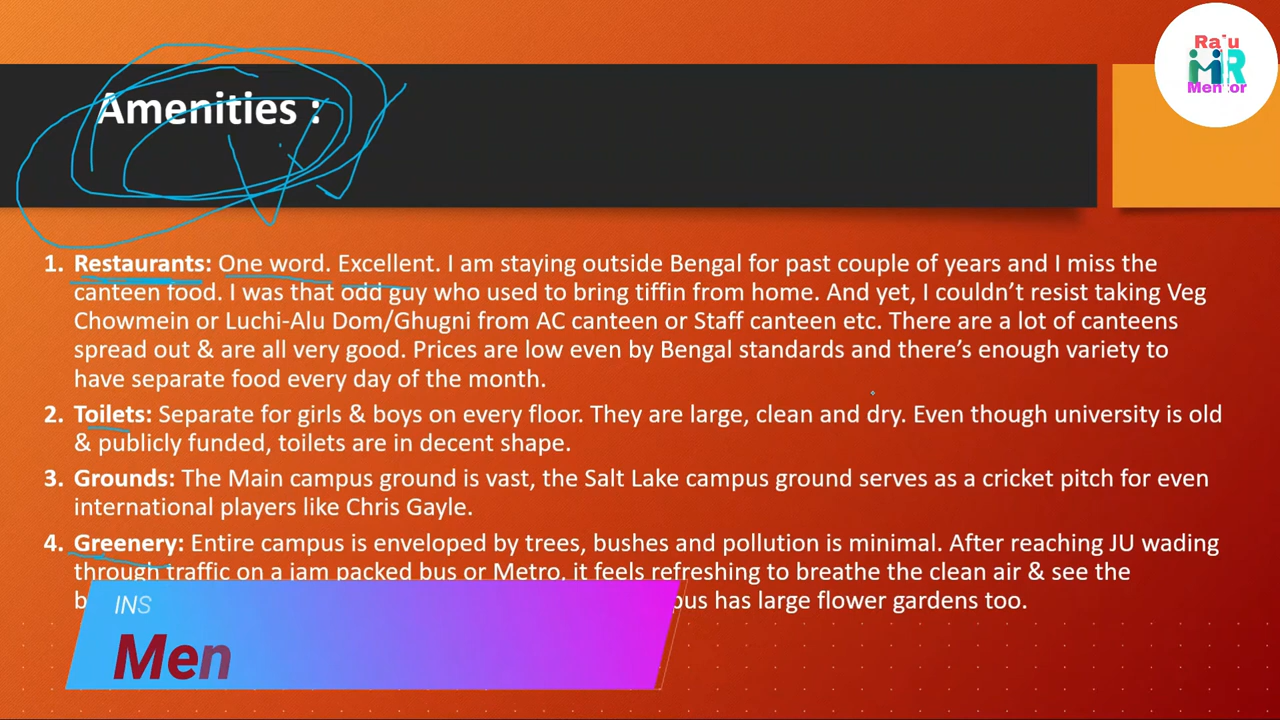 Raju
MR
Mentor
Amenities :
1. Restaurants: One word. Excellent. I am staying outside Bengal for past couple of years and I miss the
canteen food. I was that odd guy who used to bring tiffin from home. And yet, I couldn’t resist taking Veg
Chowmein or Luchi-Alu Dom/Ghugni from AC canteen or Staff canteen etc. There are a lot of canteens
spread out & are all very good. Prices are low even by Bengal standards and there’s enough variety to
have separate food every day of the month.
2. Toilets: Separate for girls & boys on every floor. They are large, clean and dry. Even though university is old
& publicly funded, toilets are in decent shape.
3. Grounds: The Main campus ground is vast, the Salt Lake campus ground serves as a cricket pitch for even
international players like Chris Gayle.
4. Greenery: Entire campus is enveloped by trees, bushes and pollution is minimal. After reaching JU wading
through traffic on a jam packed bus or Metro, it feels refreshing to breathe the clean air & see the
has large flower gardens too.
INS
Men